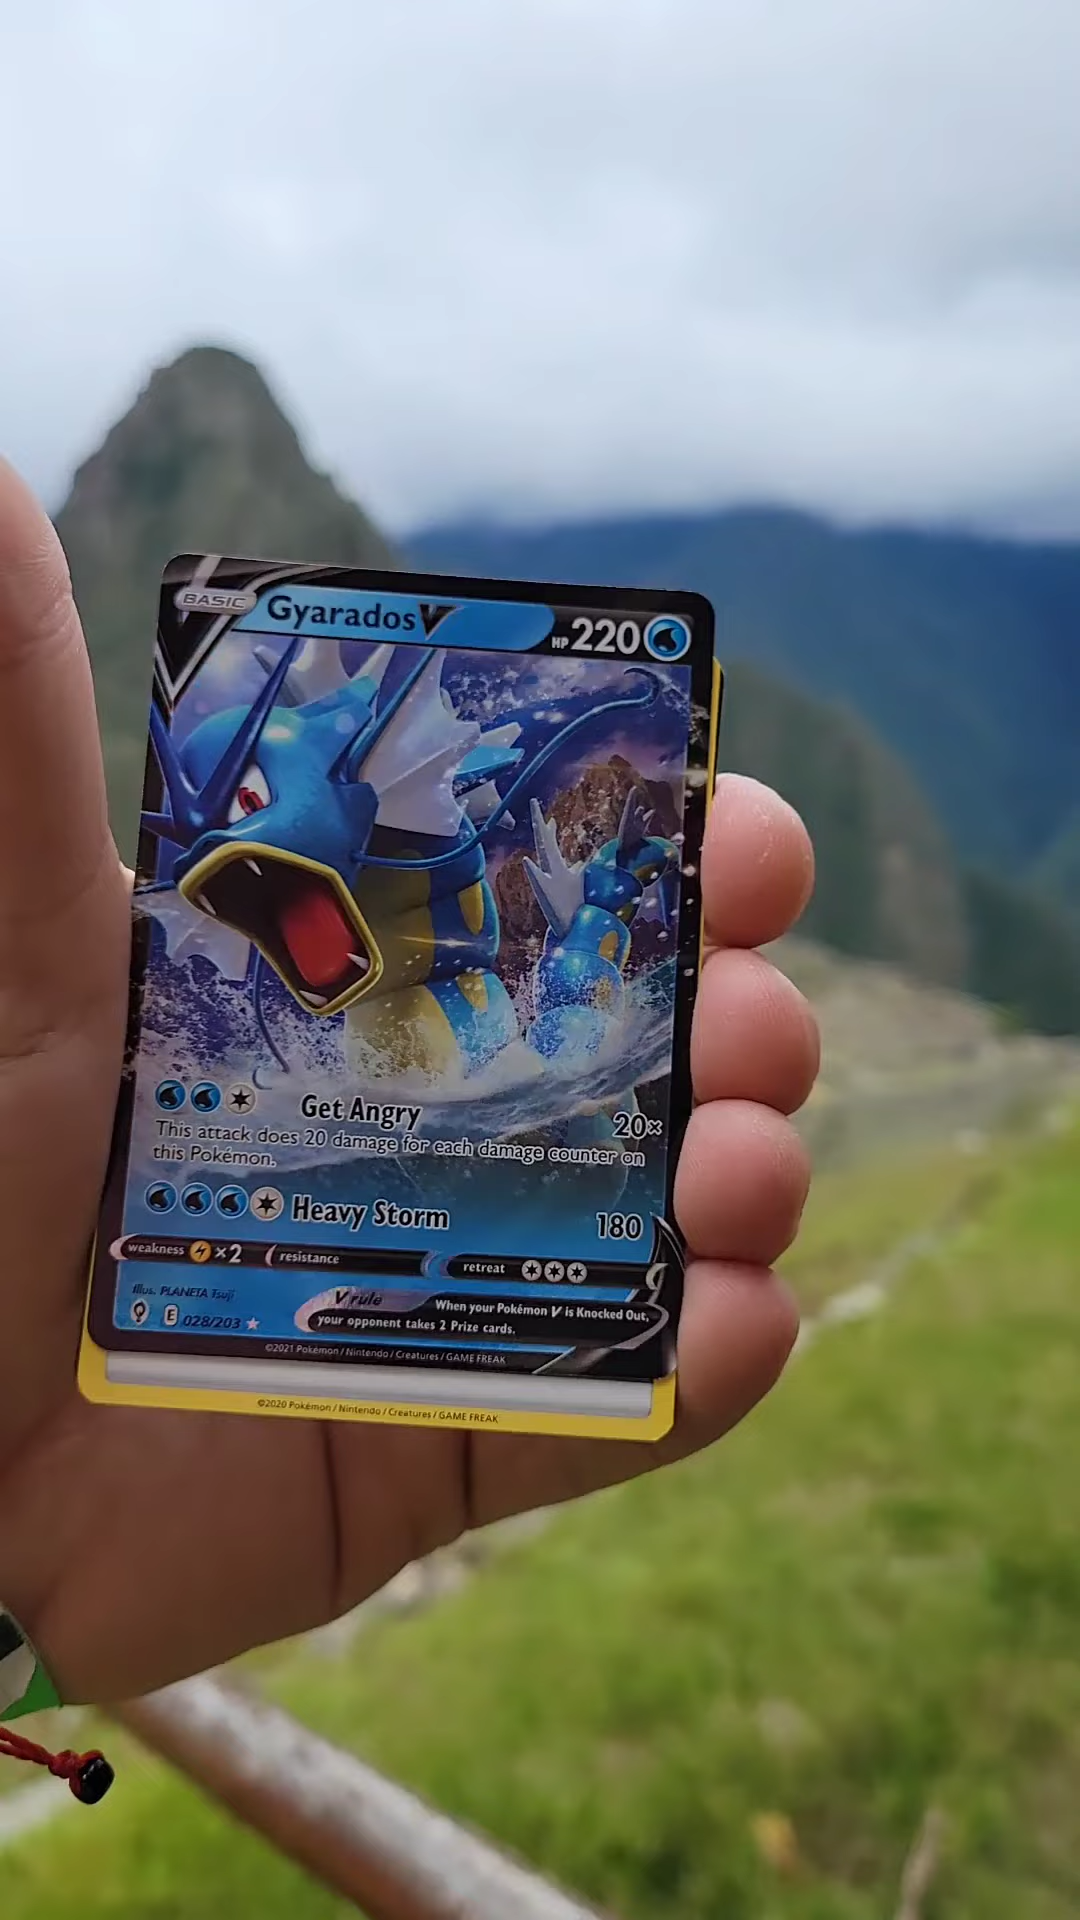 BASIC
Gyarados V
HP 220
Get Angry
20×
This attack does 20 damage for each damage counter on
this Pokémon.
Heavy Storm
180
weakness ×2
resistance
retreat
Illus. PLANETA Tsuji
V rule
When your Pokémon V is Knocked Out,
your opponent takes 2 Prize cards.
E 028/203
©2021 Pokémon / Nintendo / Creatures / GAME FREAK
©2020 Pokémon / Nintendo / Creatures / GAME FREAK